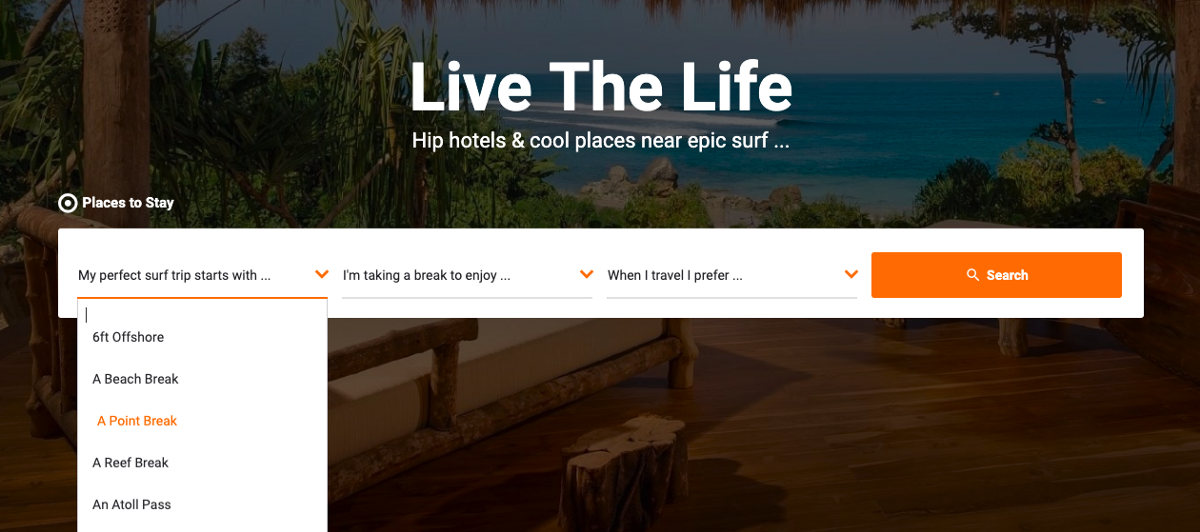 Live The Life
Hip hotels & cool places near epic surf ...
Places to Stay
My perfect surf trip starts with ...
I'm taking a break to enjoy ...
When I travel I prefer ...
Search
6ft Offshore
A Beach Break
A Point Break
A Reef Break
An Atoll Pass